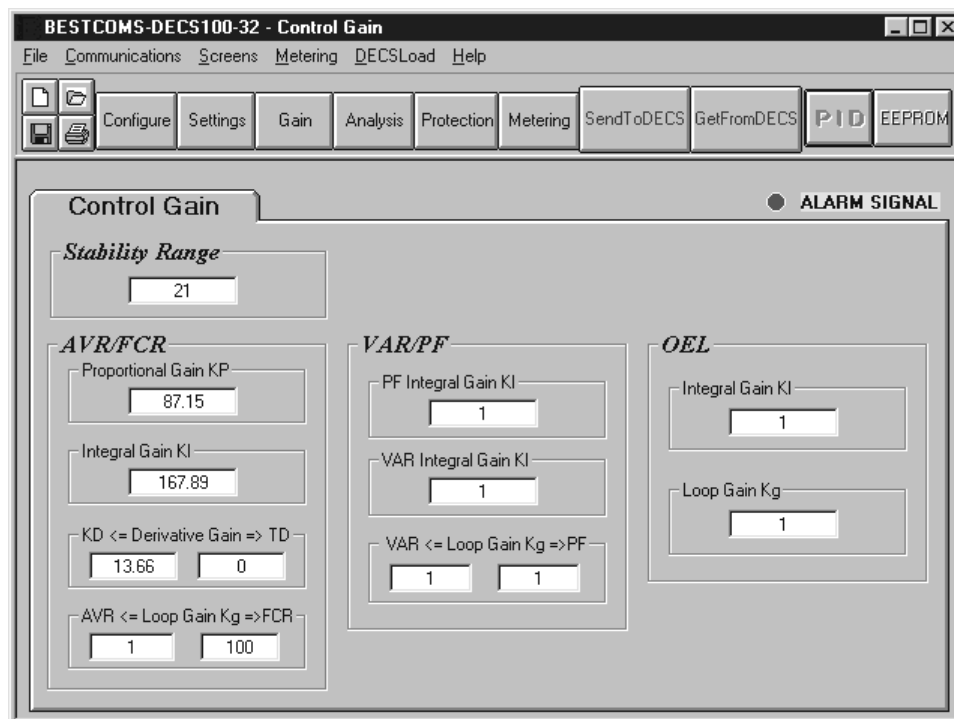 BESTCOMS-DECS100-32 - Control Gain
File Communications Screens Metering DECSLoad Help
Configure Settings Gain Analysis Protection Metering SendToDECS GetFromDECS PID EEPROM
Control Gain
ALARM SIGNAL
Stability Range
21
AVR/FCR
Proportional Gain KP
87.15
Integral Gain KI
167.89
KD <= Derivative Gain => TD
13.66 0
AVR <= Loop Gain Kg =>FCR
1 100
VAR/PF
PF Integral Gain KI
1
VAR Integral Gain KI
1
VAR <= Loop Gain Kg =>PF
1 1
OEL
Integral Gain KI
1
Loop Gain Kg
1